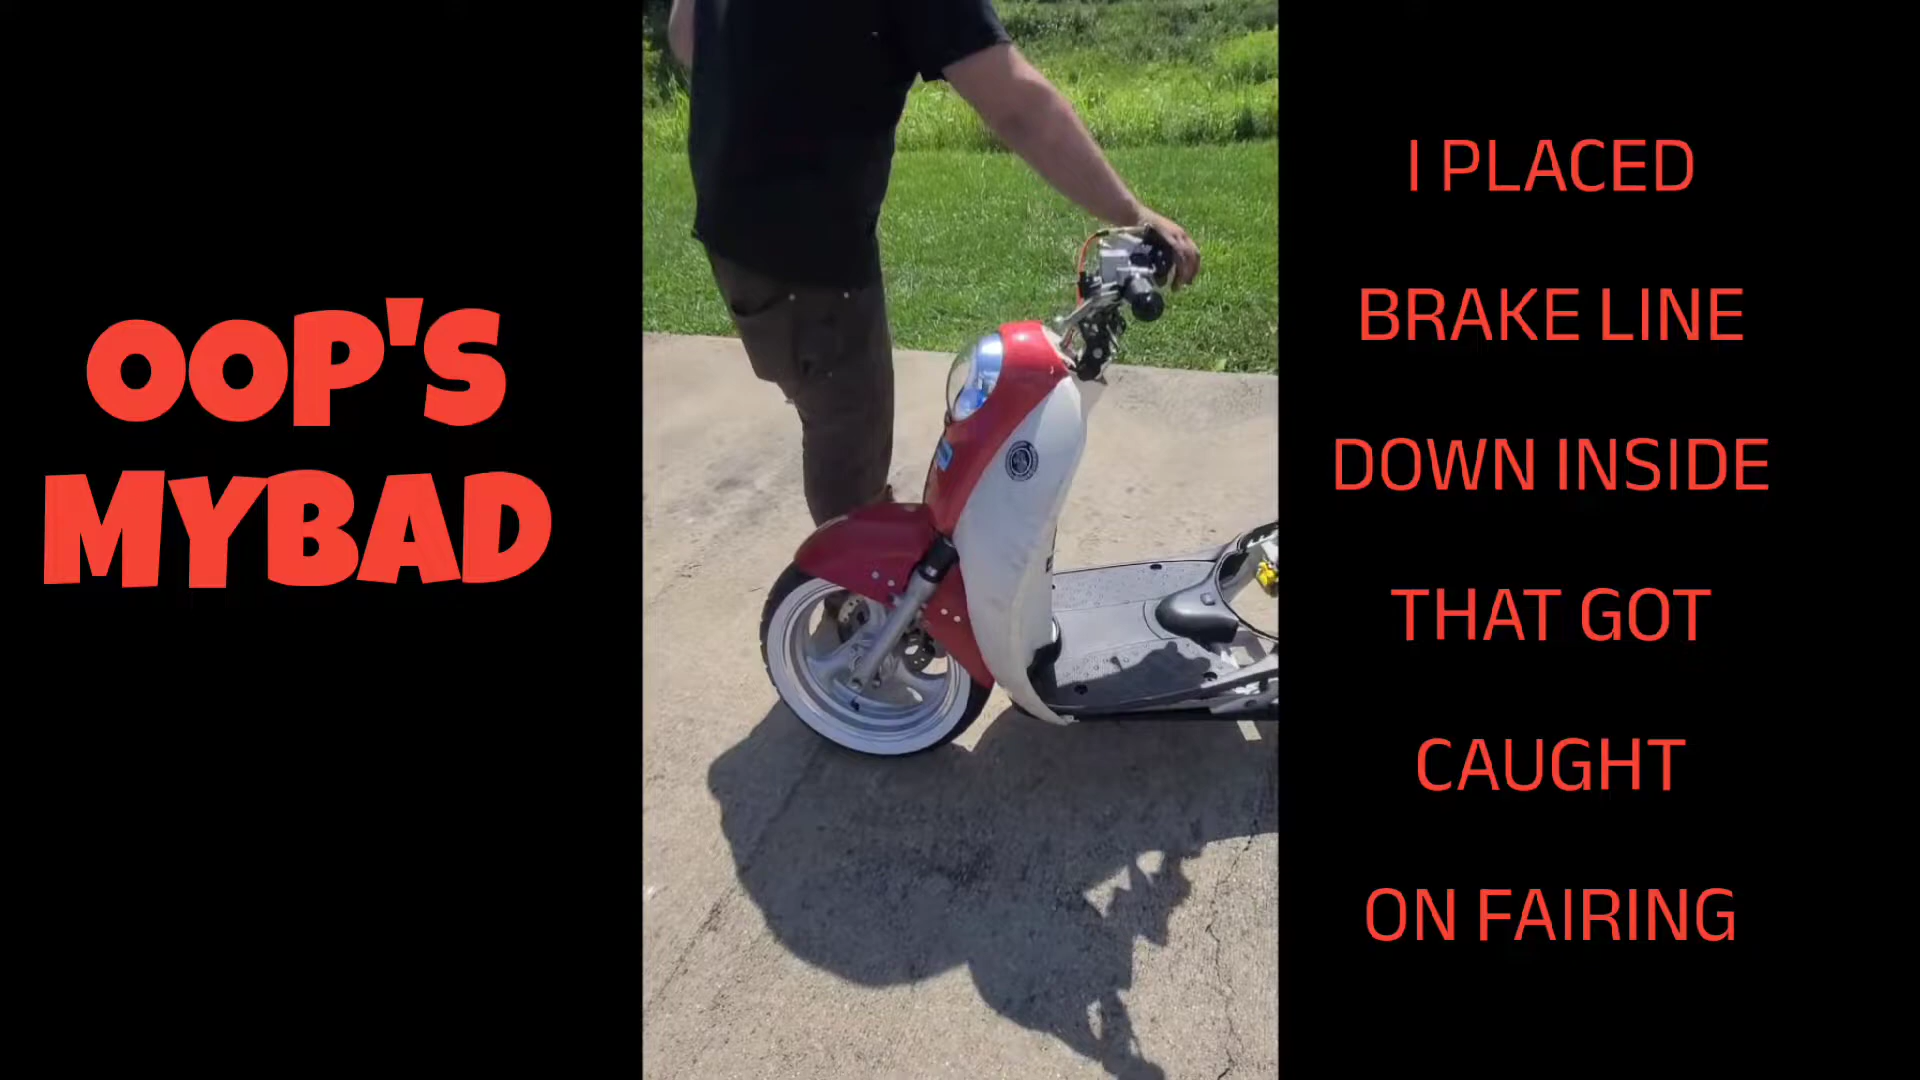 OOP'S
MYBAD
I PLACED
BRAKE LINE
DOWN INSIDE
THAT GOT
CAUGHT
ON FAIRING